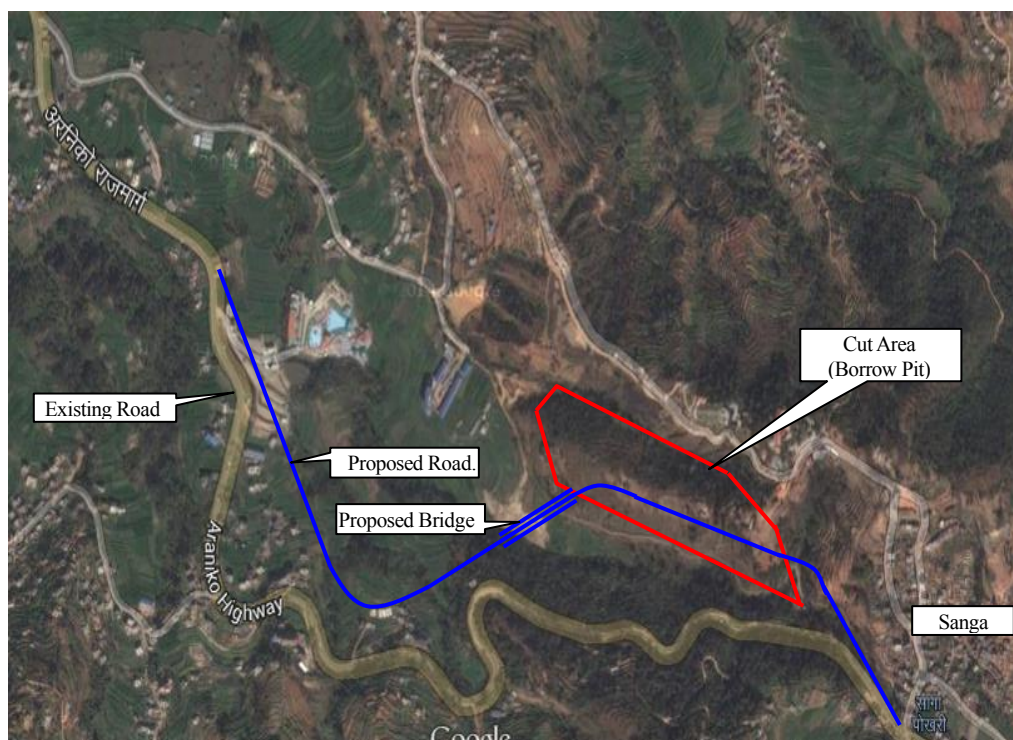 अरनिको राजमार्ग
Cut Area
(Borrow Pit)
Existing Road
Proposed Road.
Proposed Bridge
Araniko Highway
Sanga
सागा
पोखरी
Google